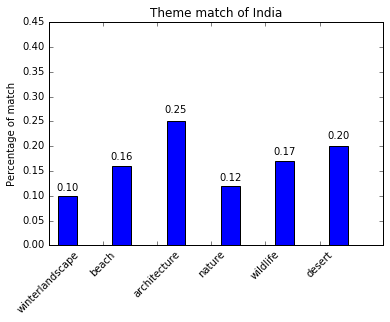 Theme match of India
Percentage of match
0.45
0.40
0.35
0.30
0.25
0.20
0.15
0.10
0.05
0.00
0.10
0.16
0.25
0.12
0.17
0.20
winterlandscape
beach
architecture
nature
wildlife
desert